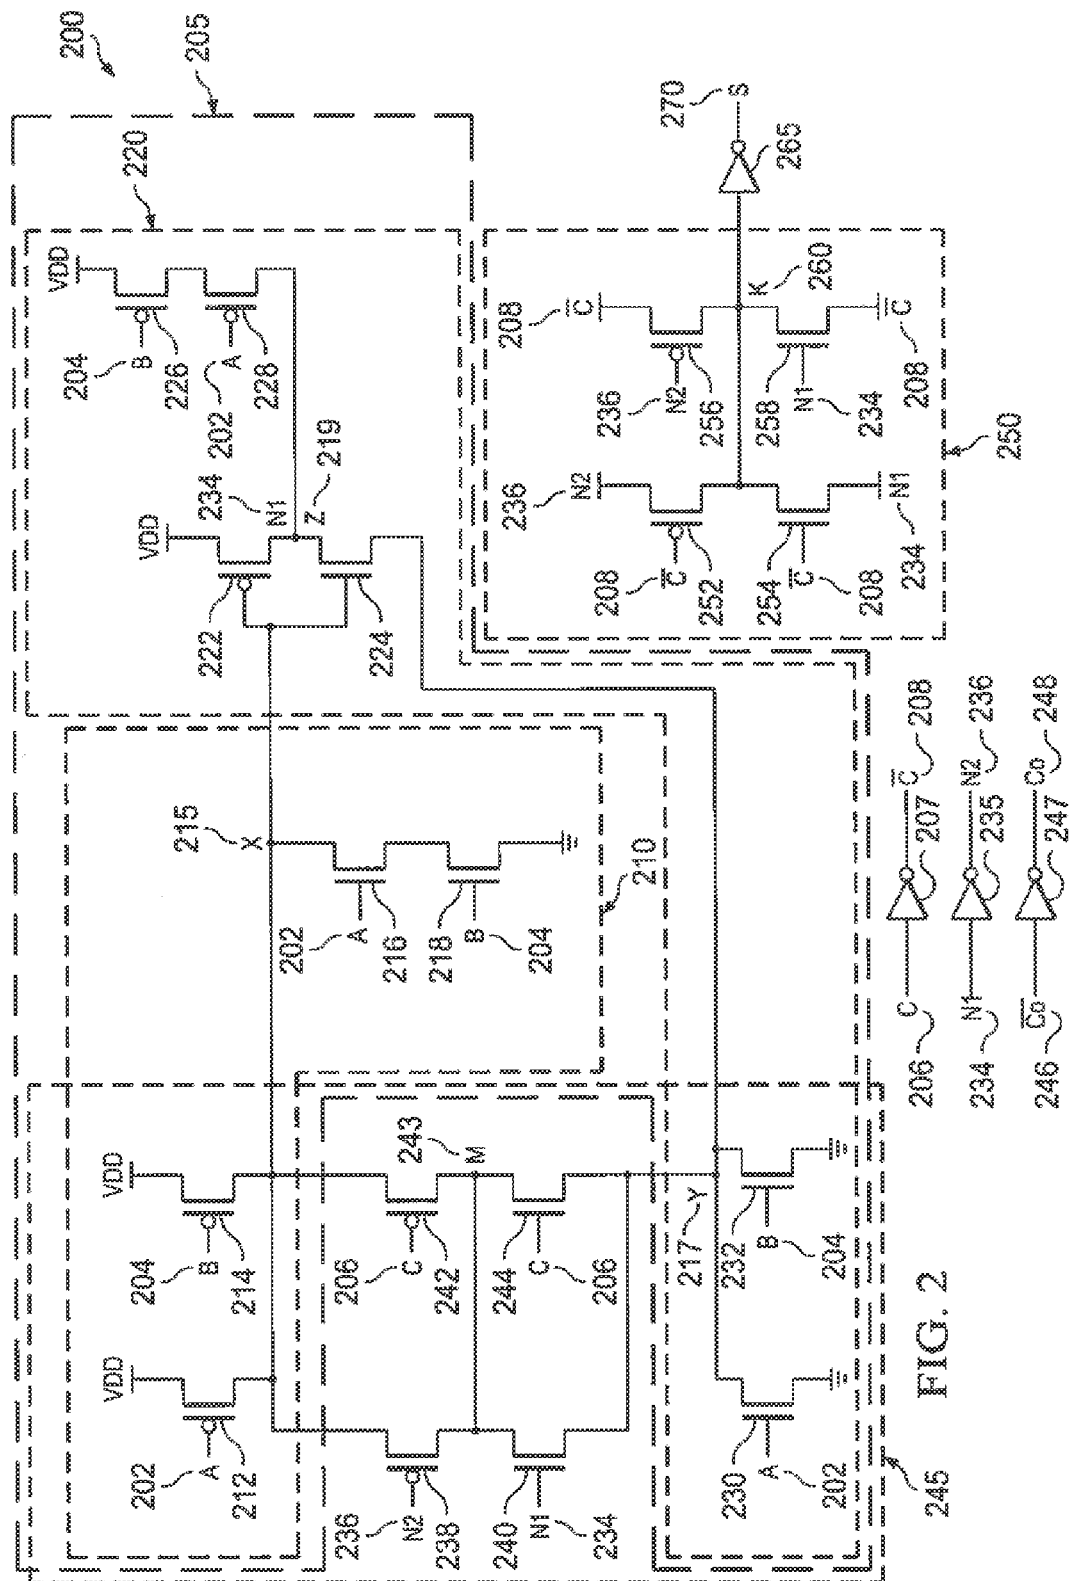 200
205
220
VDD
204
B
226
202
A
228
VDD
234
N1
Z
219
222
224
215
X
202
A
216
218
B
204
210
VDD
204
B
214
VDD
202
A
212
243
M
206
C
242
244
C
206
236
N2
238
240
N1
234
217
Y
232
B
204
230
A
202
245
208
C̅
236
N2
256
K
260
258
N1
234
C̅
208
236
N2
208
C̅
252
254
C̅
208
N1
234
250
270
S
265
206
C
207
C̅
208
234
N1
235
N2
236
246
C̅o̅
247
Co
248
FIG. 2